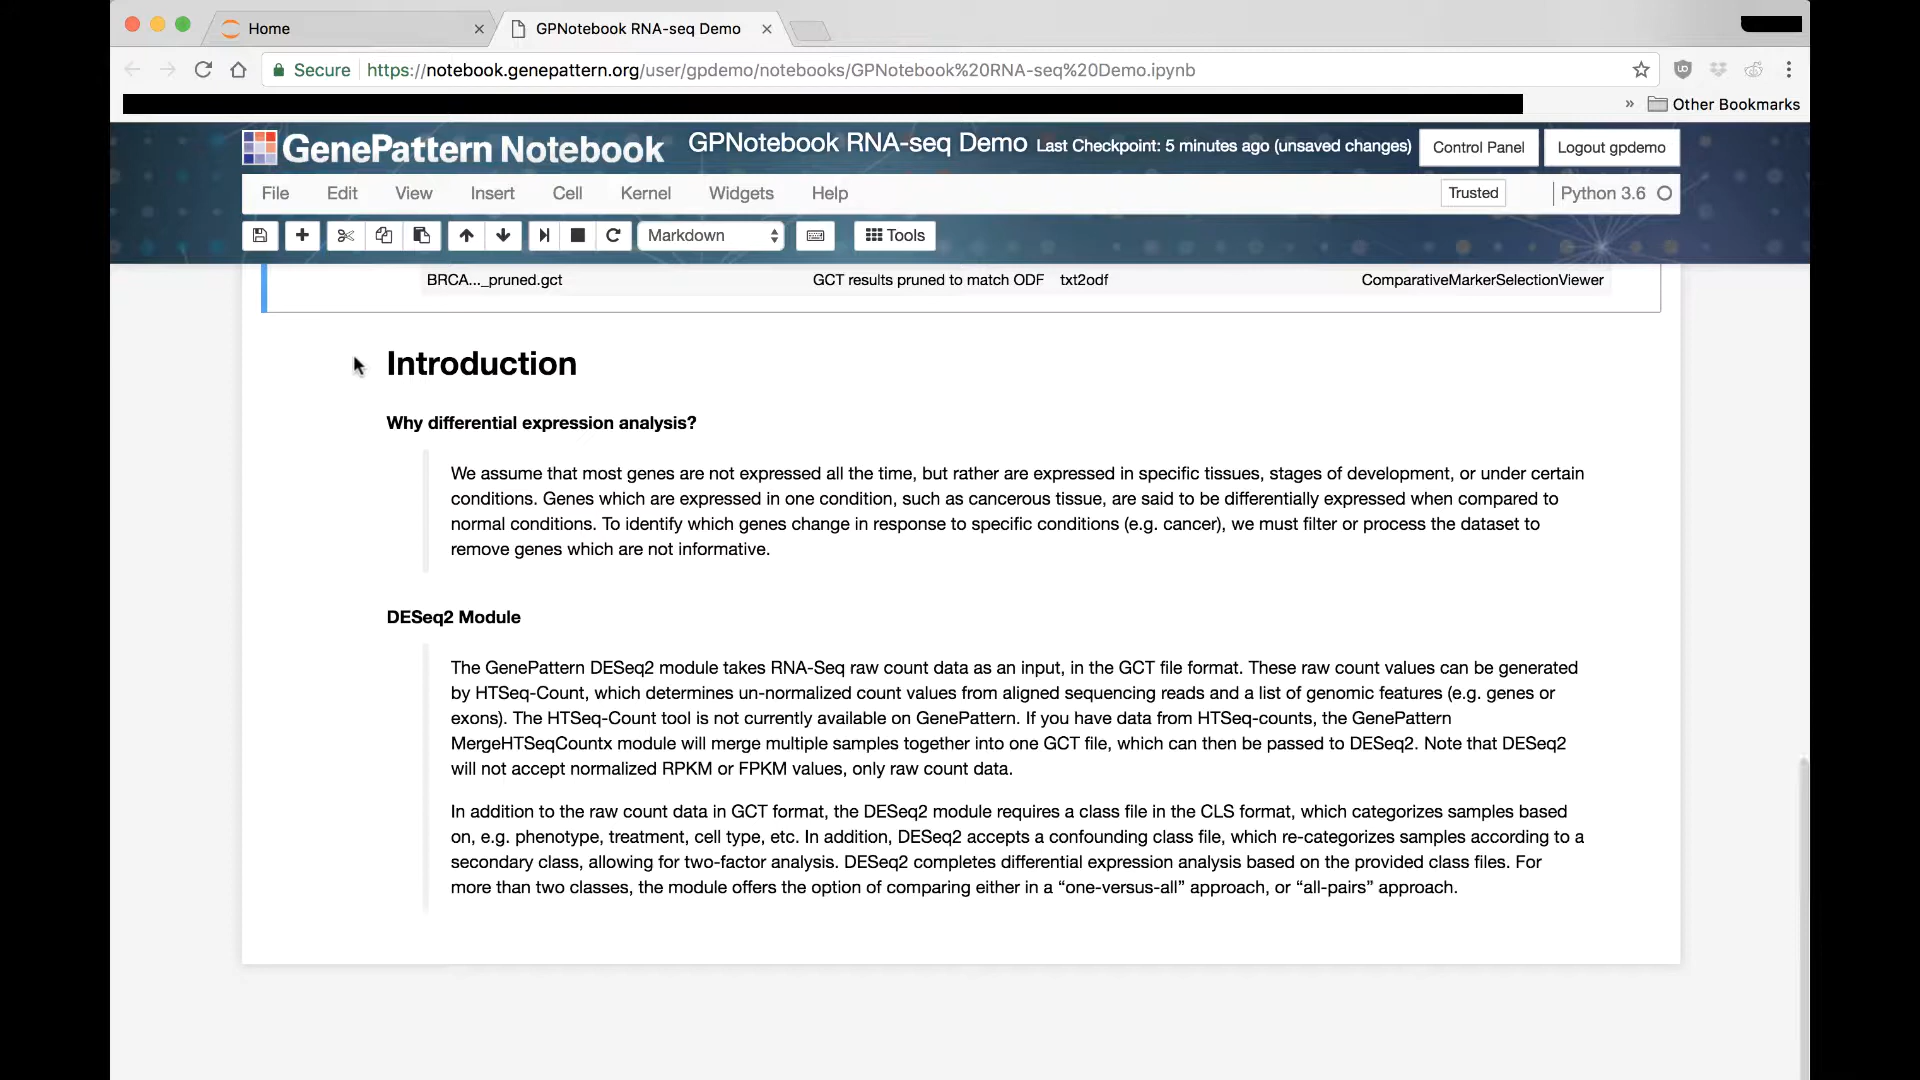 Home
GPNotebook RNA-seq Demo
Secure
https://notebook.genepattern.org/user/gpdemo/notebooks/GPNotebook%20RNA-seq%20Demo.ipynb
» Other Bookmarks
GenePattern Notebook
GPNotebook RNA-seq Demo Last Checkpoint: 5 minutes ago (unsaved changes)
Control Panel
Logout gpdemo
File Edit View Insert Cell Kernel Widgets Help
Trusted
Python 3.6
Markdown
Tools
BRCA..._pruned.gct GCT results pruned to match ODF txt2odf ComparativeMarkerSelectionViewer
Introduction
Why differential expression analysis?
We assume that most genes are not expressed all the time, but rather are expressed in specific tissues, stages of development, or under certain
conditions. Genes which are expressed in one condition, such as cancerous tissue, are said to be differentially expressed when compared to
normal conditions. To identify which genes change in response to specific conditions (e.g. cancer), we must filter or process the dataset to
remove genes which are not informative.
DESeq2 Module
The GenePattern DESeq2 module takes RNA-Seq raw count data as an input, in the GCT file format. These raw count values can be generated
by HTSeq-Count, which determines un-normalized count values from aligned sequencing reads and a list of genomic features (e.g. genes or
exons). The HTSeq-Count tool is not currently available on GenePattern. If you have data from HTSeq-counts, the GenePattern
MergeHTSeqCountx module will merge multiple samples together into one GCT file, which can then be passed to DESeq2. Note that DESeq2
will not accept normalized RPKM or FPKM values, only raw count data.
In addition to the raw count data in GCT format, the DESeq2 module requires a class file in the CLS format, which categorizes samples based
on, e.g. phenotype, treatment, cell type, etc. In addition, DESeq2 accepts a confounding class file, which re-categorizes samples according to a
secondary class, allowing for two-factor analysis. DESeq2 completes differential expression analysis based on the provided class files. For
more than two classes, the module offers the option of comparing either in a “one-versus-all” approach, or “all-pairs” approach.